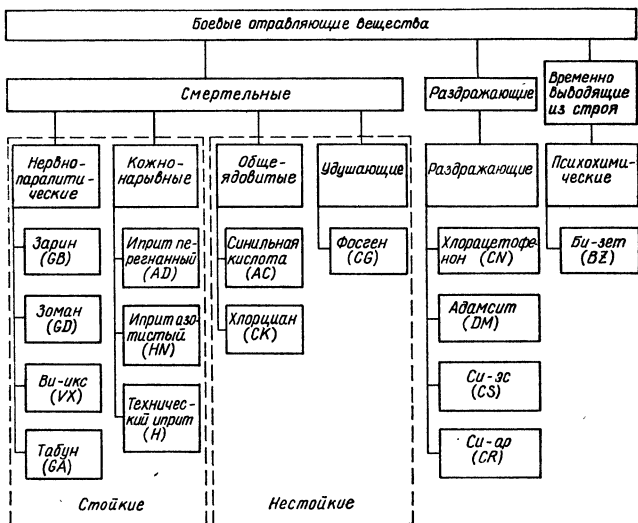 Боевые отравляющие вещества
Смертельные
Раздражающие
Временно
выводящие
из строя
Нервно-
паралити-
ческие
Кожно-
нарывные
Обще-
ядовитые
Удушающие
Раздражающие
Психохими-
ческие
Зарин
(GB)
Зоман
(GD)
Ви-икс
(VX)
Табун
(GA)
Иприт пе-
регнанный
(AD)
Иприт азо-
тистый
(HN)
Техничес-
кий иприт
(H)
Синильная
кислота
(AC)
Хлорциан
(CK)
Фосген
(CG)
Хлорацетофе-
нон (CN)
Адамсит
(DM)
Си-эс
(CS)
Си-ар
(CR)
Би-зет
(BZ)
Стойкие
Нестойкие